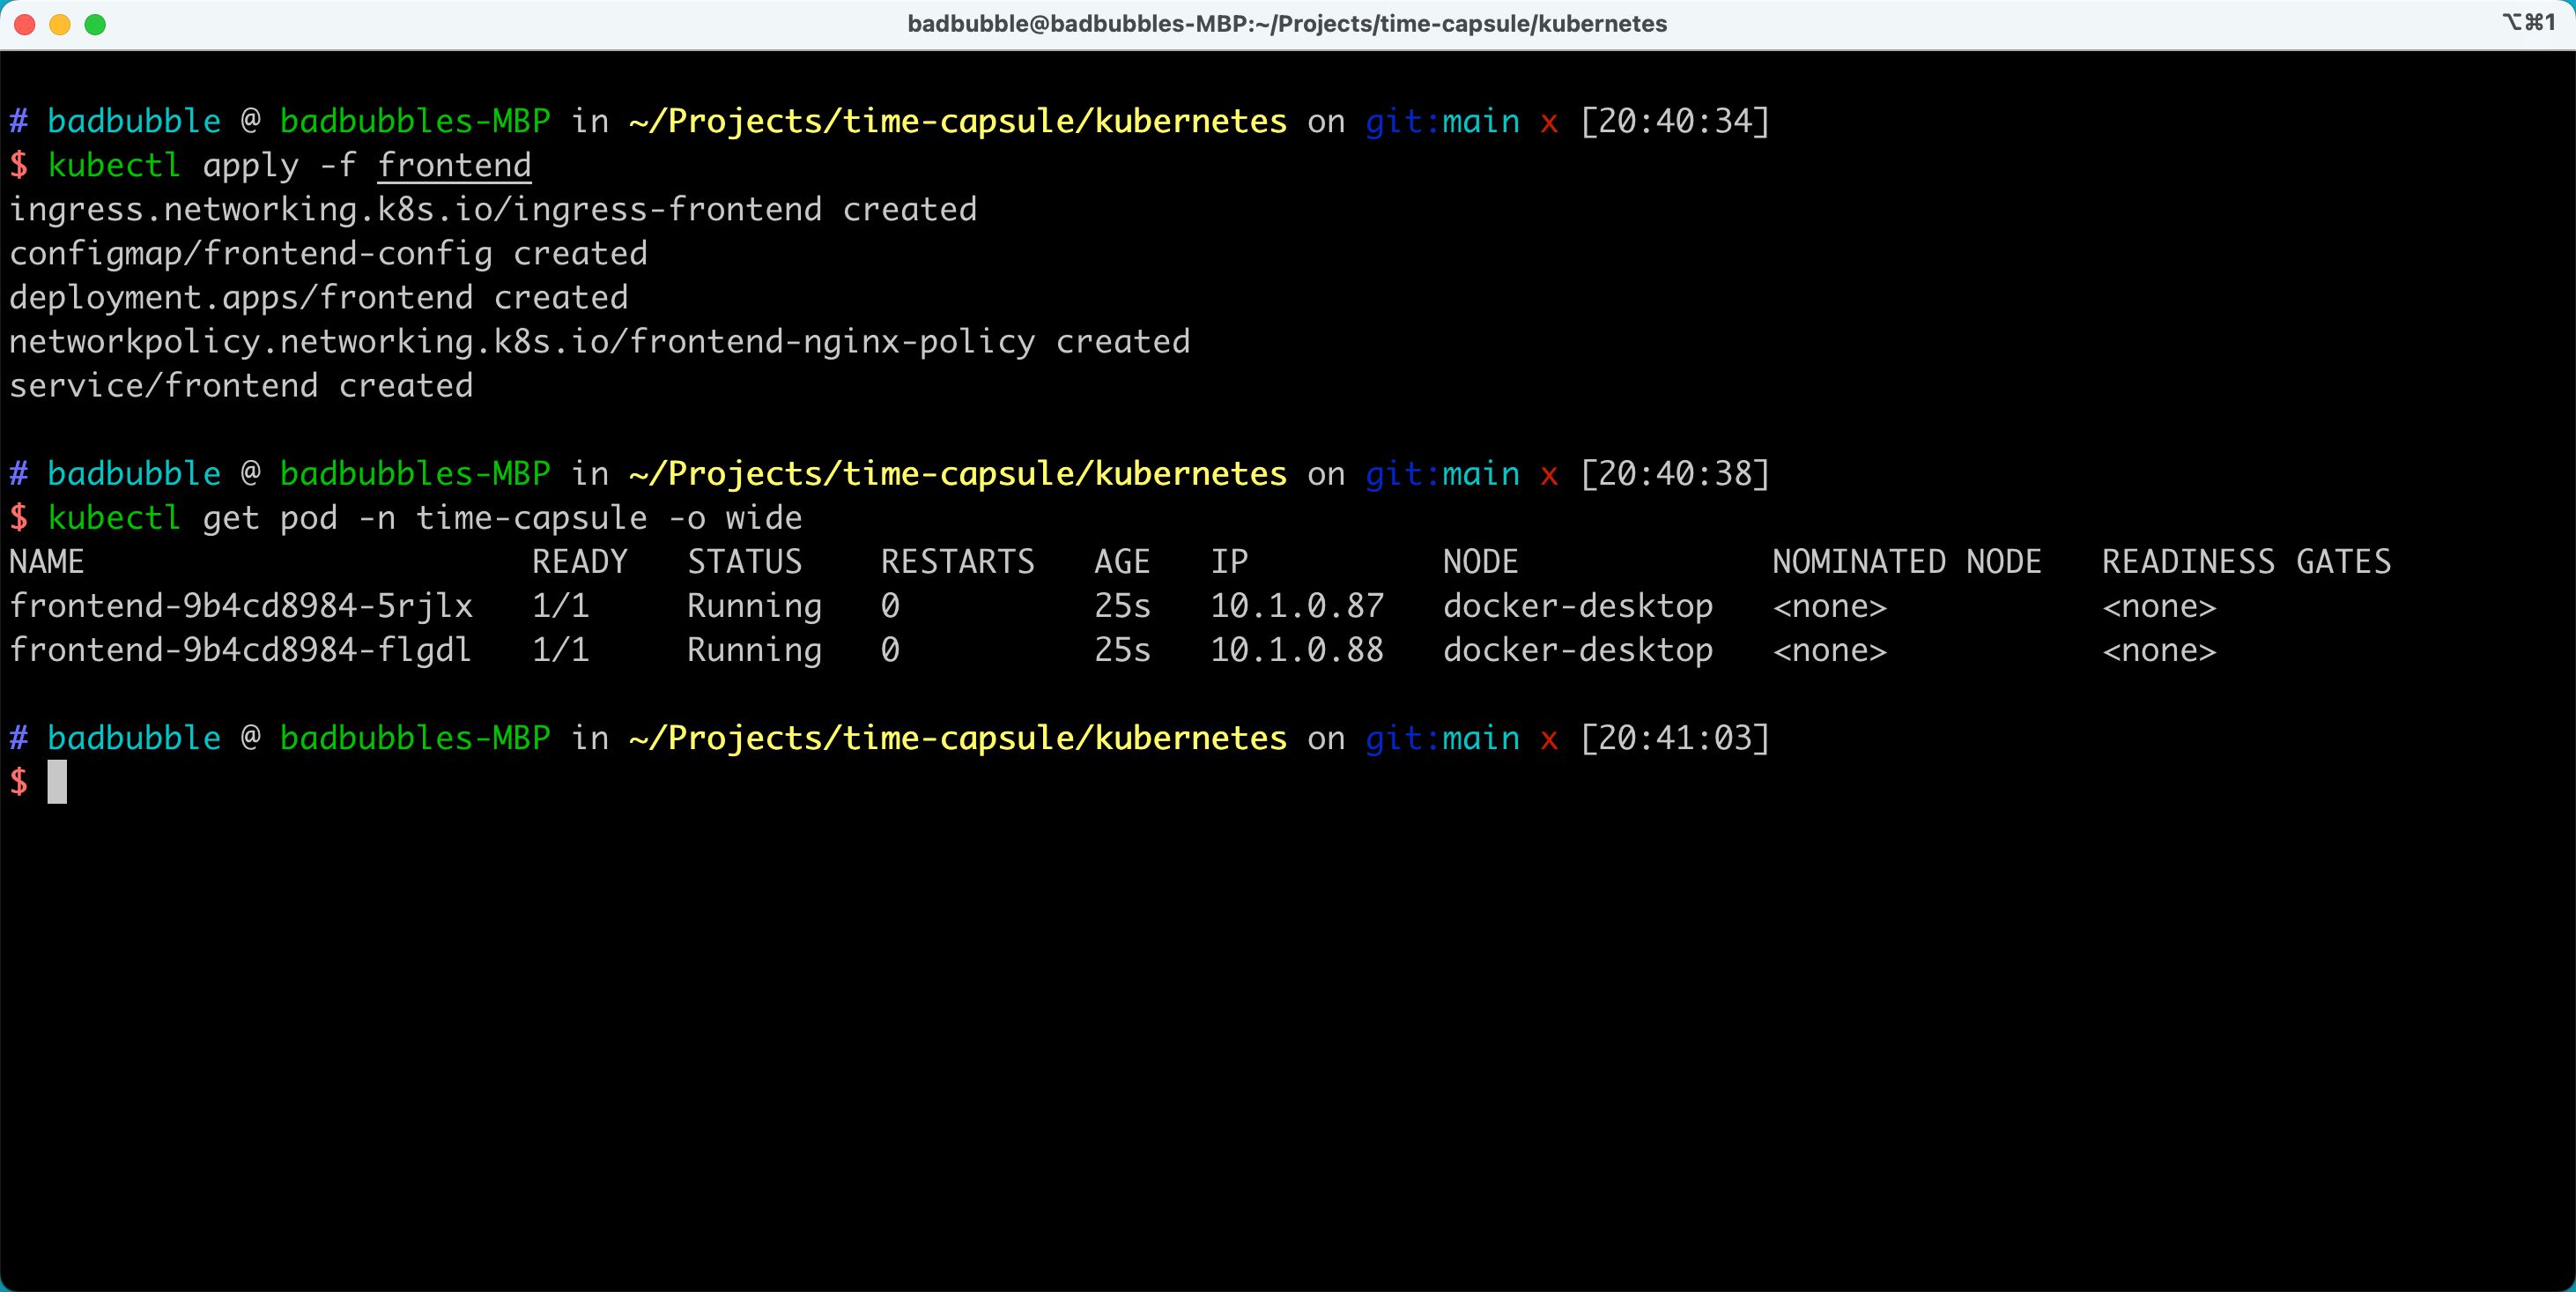 badbubble@badbubbles-MBP:~/Projects/time-capsule/kubernetes ⌥⌘1
# badbubble @ badbubbles-MBP in ~/Projects/time-capsule/kubernetes on git:main x [20:40:34]
$ kubectl apply -f frontend
ingress.networking.k8s.io/ingress-frontend created
configmap/frontend-config created
deployment.apps/frontend created
networkpolicy.networking.k8s.io/frontend-nginx-policy created
service/frontend created
# badbubble @ badbubbles-MBP in ~/Projects/time-capsule/kubernetes on git:main x [20:40:38]
$ kubectl get pod -n time-capsule -o wide
NAME READY STATUS RESTARTS AGE IP NODE NOMINATED NODE READINESS GATES
frontend-9b4cd8984-5rjlx 1/1 Running 0 25s 10.1.0.87 docker-desktop <none> <none>
frontend-9b4cd8984-flgdl 1/1 Running 0 25s 10.1.0.88 docker-desktop <none> <none>
# badbubble @ badbubbles-MBP in ~/Projects/time-capsule/kubernetes on git:main x [20:41:03]
$